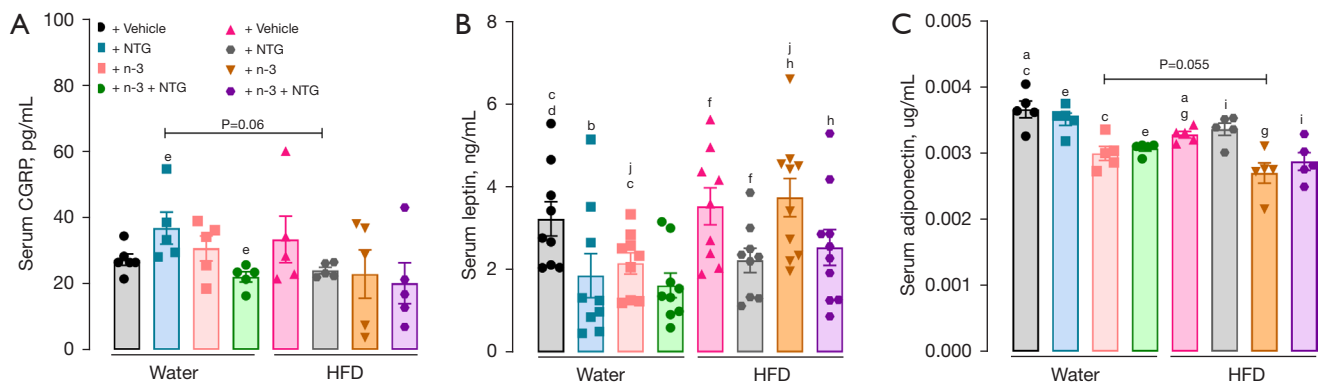 A
Serum CGRP, pg/mL
100
80
60
40
20
0
+ Vehicle
+ NTG
+ n-3
+ n-3 + NTG
+ Vehicle
+ NTG
+ n-3
+ n-3 + NTG
P=0.06
e
e
Water
HFD
B
Serum leptin, ng/mL
8
6
4
2
0
c
d
b
j
c
f
f
j
h
h
Water
HFD
C
Serum adiponectin, ug/mL
0.005
0.004
0.003
0.002
0.001
0.000
P=0.055
a
c
e
c
e
a
g
i
g
i
Water
HFD